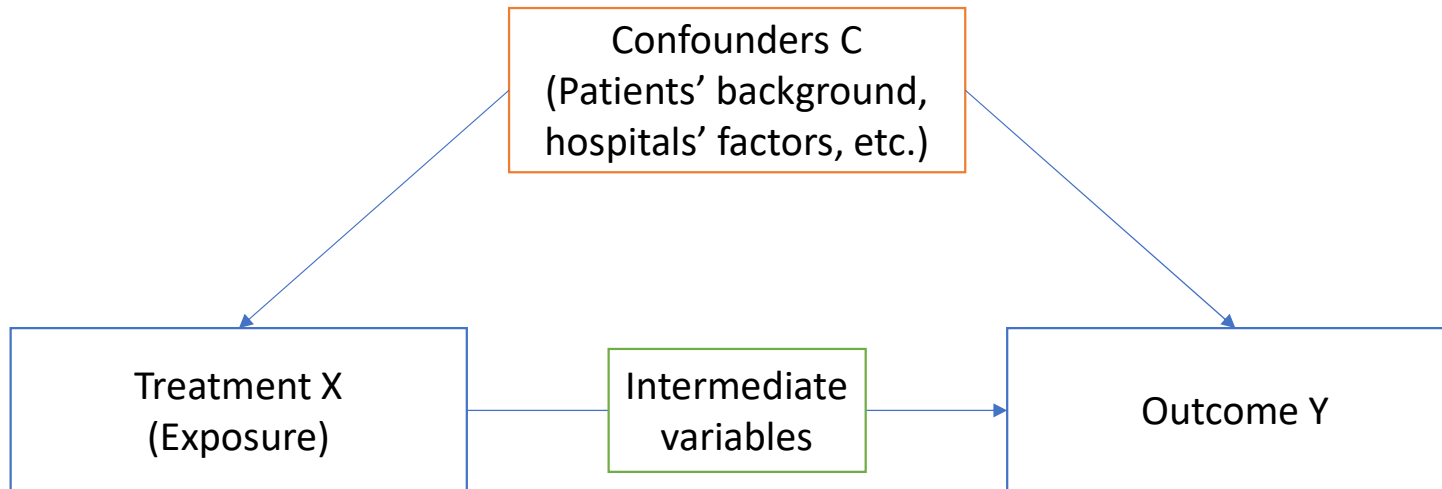 Confounders C
(Patients’ background,
hospitals’ factors, etc.)
Treatment X
(Exposure)
Intermediate
variables
Outcome Y